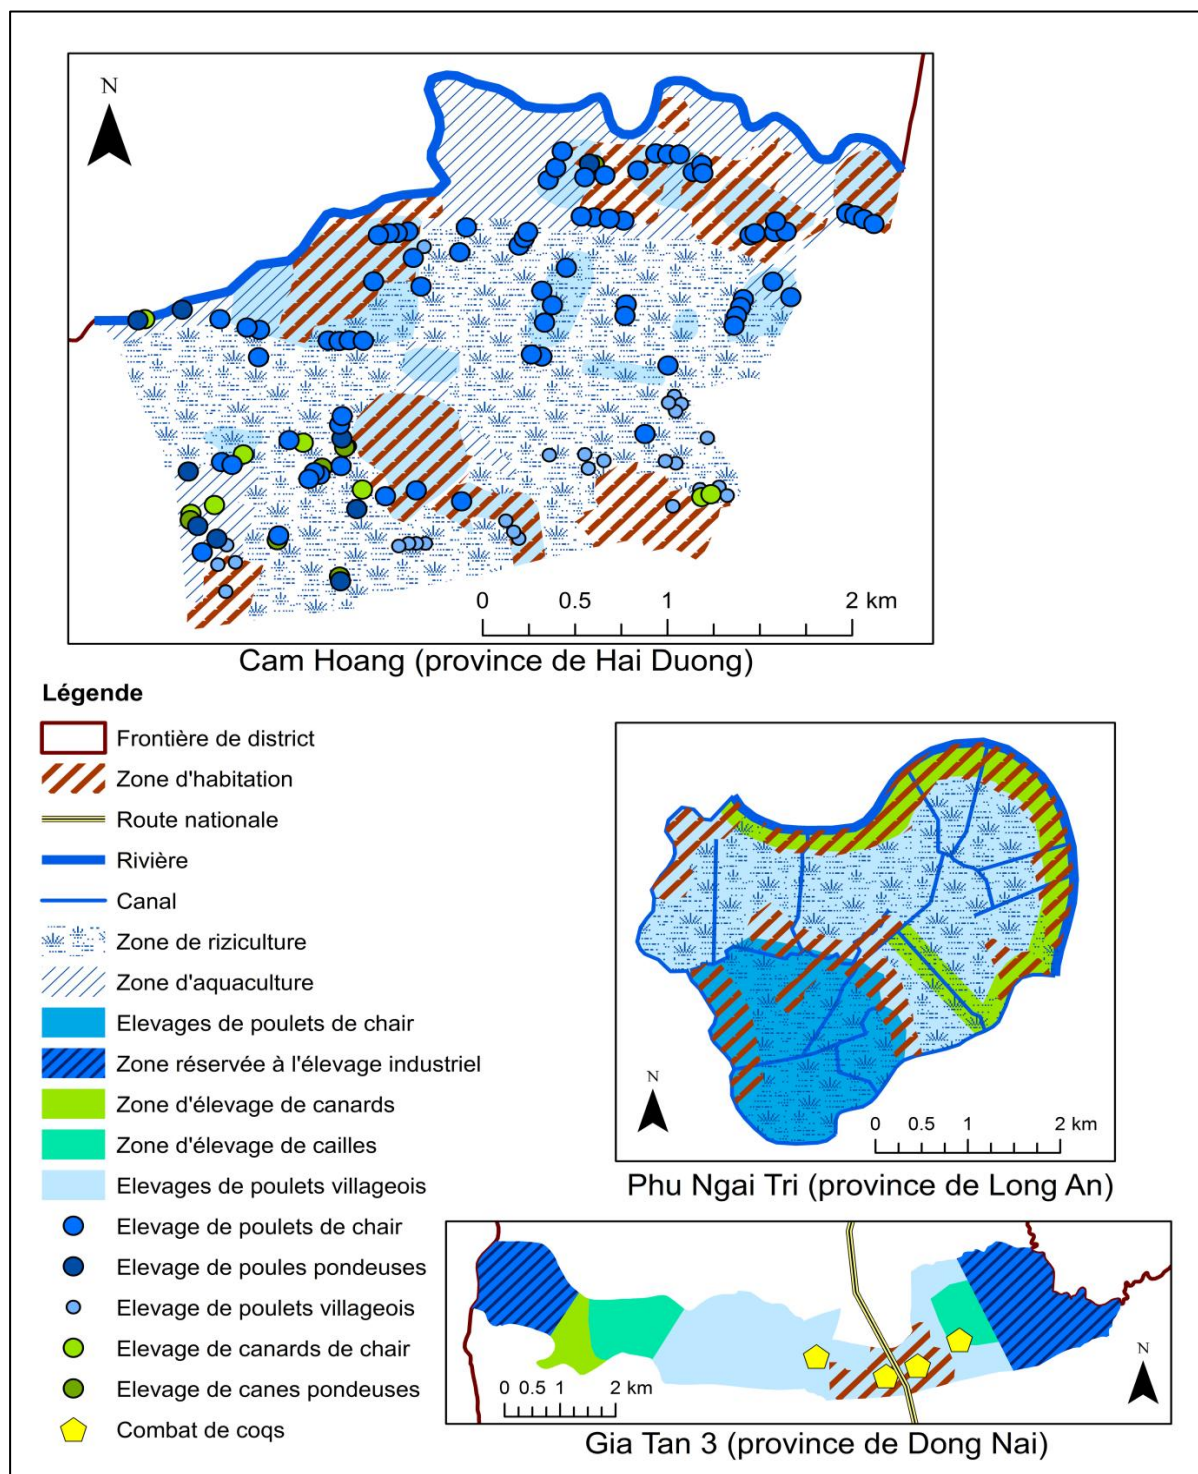 N
0 0.5 1 2 km
Cam Hoang (province de Hai Duong)
Légende
Frontière de district
Zone d'habitation
Route nationale
Rivière
Canal
Zone de riziculture
Zone d'aquaculture
Elevages de poulets de chair
Zone réservée à l'élevage industriel
Zone d'élevage de canards
Zone d'élevage de cailles
Elevages de poulets villageois
Elevage de poulets de chair
Elevage de poules pondeuses
Elevage de poulets villageois
Elevage de canards de chair
Elevage de canes pondeuses
Combat de coqs
N
0 0.5 1 2 km
Phu Ngai Tri (province de Long An)
N
0 0.5 1 2 km
Gia Tan 3 (province de Dong Nai)